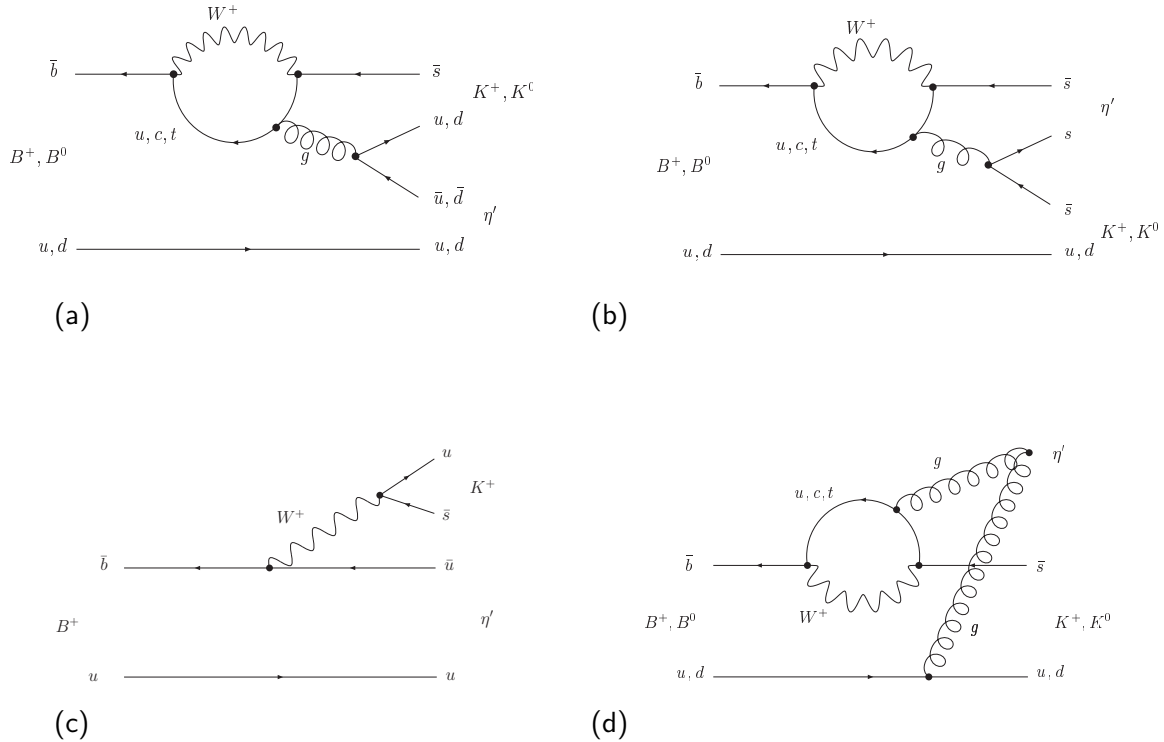 W⁺
b̄
s̄
K⁺, K⁰
u, d
u, c, t
g
B⁺, B⁰
ū, d̄
η′
u, d
u, d
(a)
W⁺
b̄
s̄
η′
s
u, c, t
g
B⁺, B⁰
s̄
K⁺, K⁰
u, d
u, d
(b)
u
K⁺
W⁺
s̄
b̄
ū
B⁺
η′
u
u
(c)
g
η′
u, c, t
b̄
s̄
W⁺
B⁺, B⁰
g
K⁺, K⁰
u, d
u, d
(d)